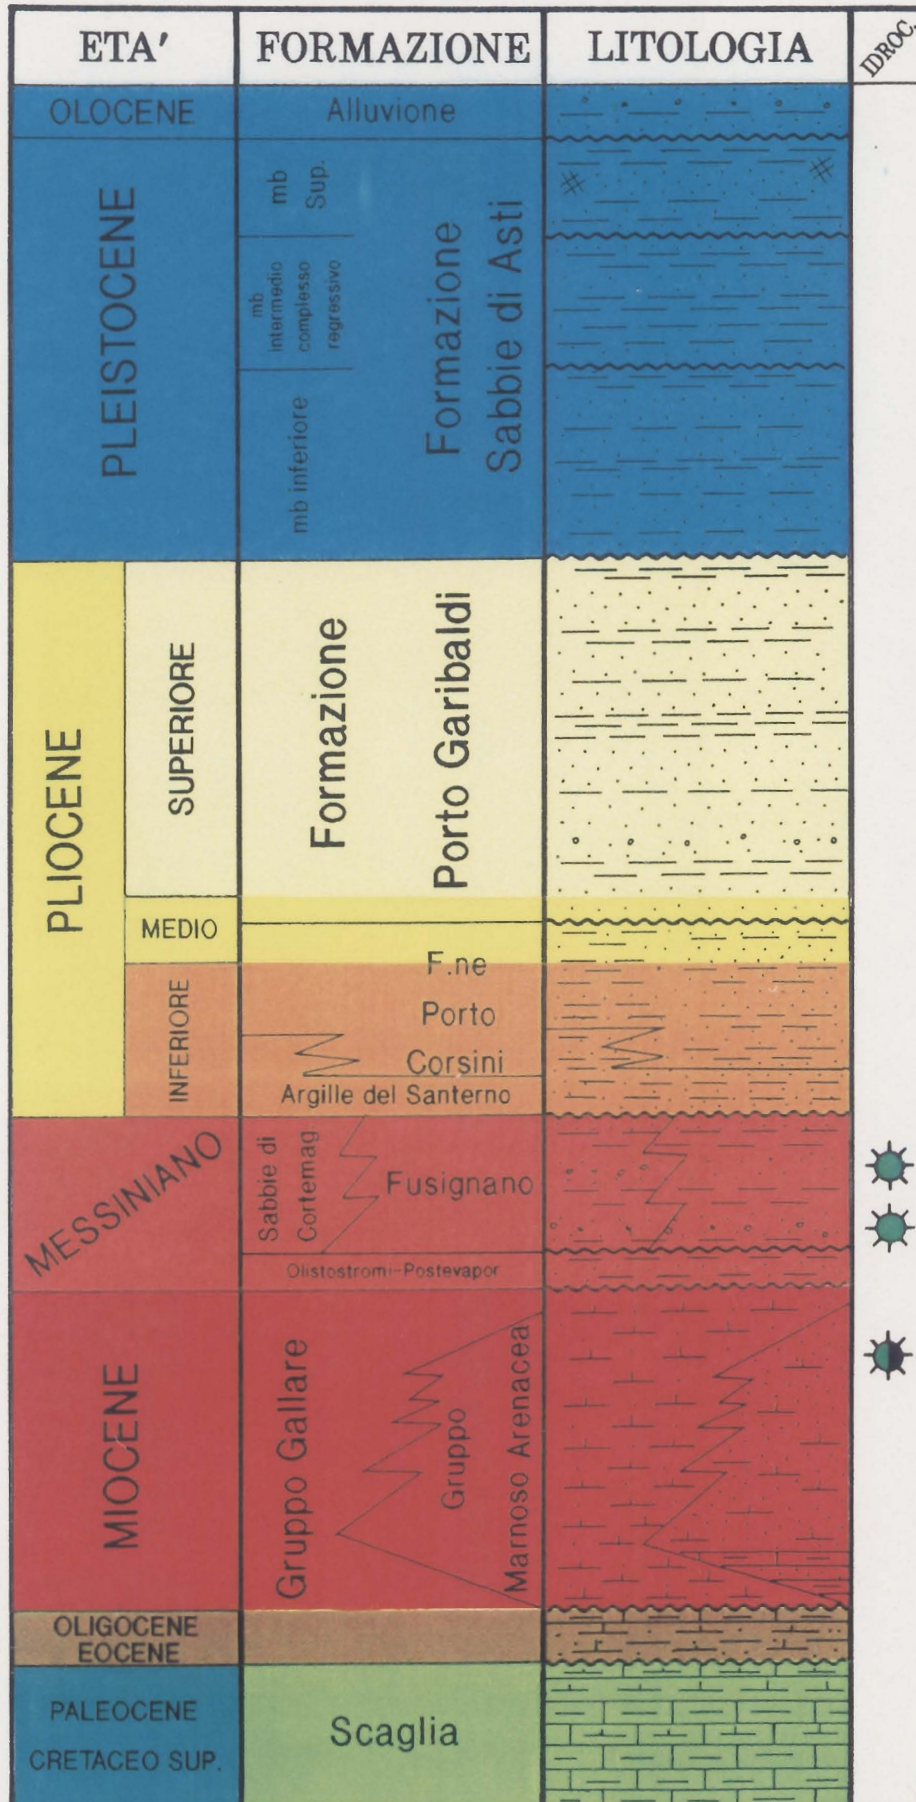 ETA'
FORMAZIONE
LITOLOGIA
IDROC.
OLOCENE
Alluvione
PLEISTOCENE
mb
Sup.
mb
intermedio
complesso
regressivo
mb inferiore
Formazione
Sabbie di Asti
PLIOCENE
SUPERIORE
MEDIO
INFERIORE
Formazione
Porto Garibaldi
F.ne
Porto
Corsini
Argille del Santerno
MESSINIANO
Sabbie di
Cortemag
Fusignano
Olistostromi-Postevapor
MIOCENE
Gruppo Gallare
Gruppo
Marnoso Arenacea
OLIGOCENE
EOCENE
PALEOCENE
CRETACEO SUP.
Scaglia